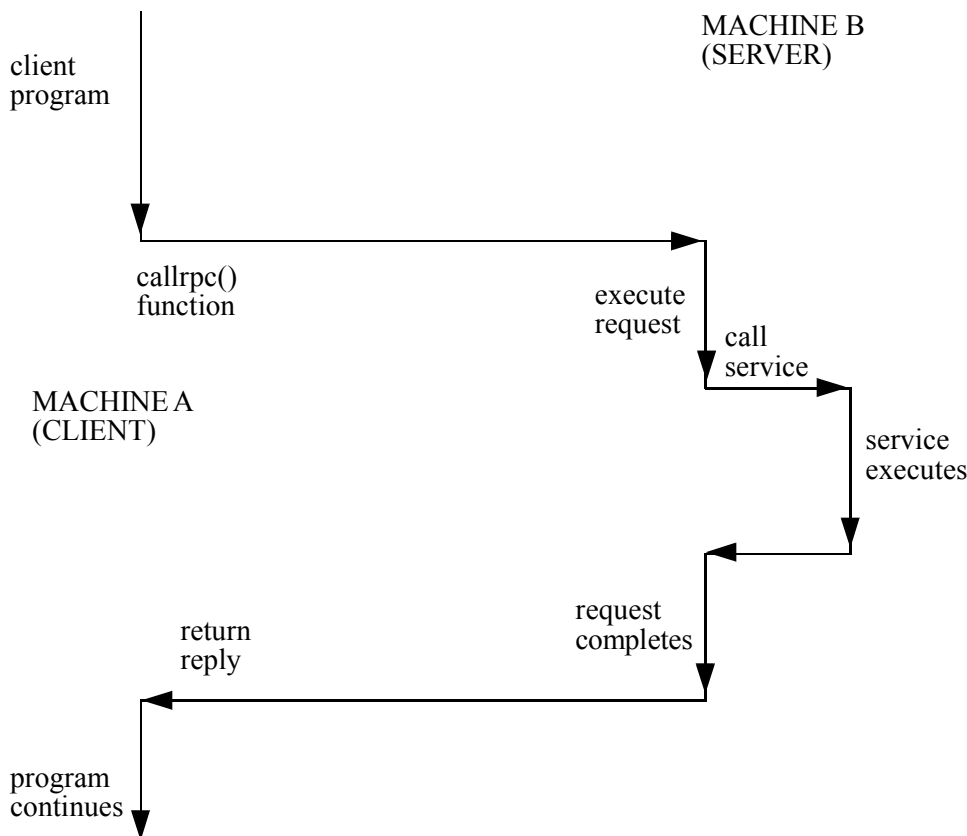 MACHINE B
(SERVER)
client
program
callrpc()
function
execute
request
call
service
MACHINE A
(CLIENT)
service
executes
request
completes
return
reply
program
continues